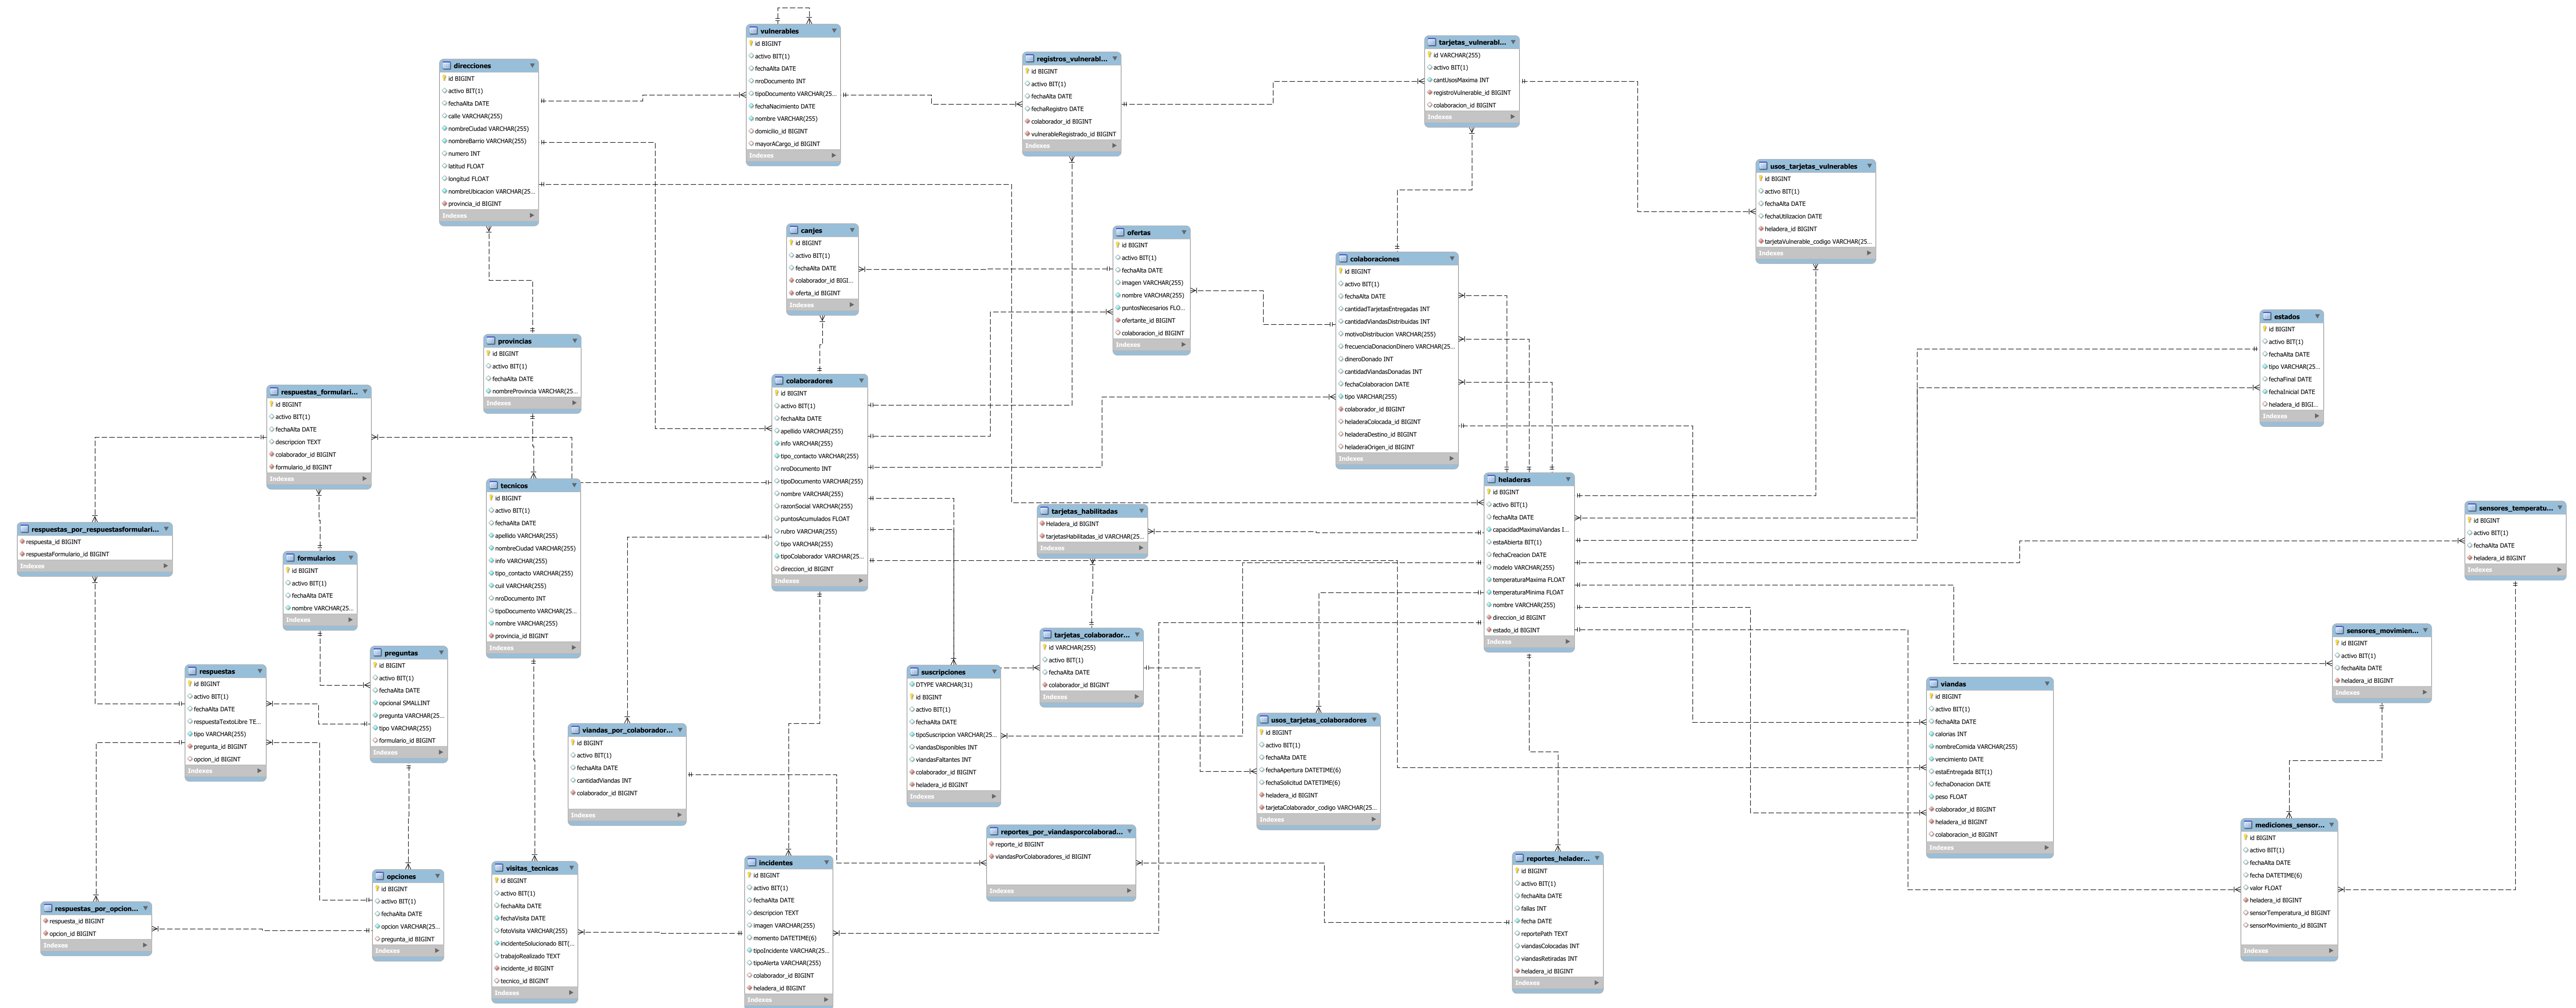 vulnerables
id BIGINT
activo BIT(1)
fechaAlta DATE
nroDocumento INT
tipoDocumento VARCHAR(25...
fechaNacimiento DATE
nombre VARCHAR(255)
domicilio_id BIGINT
mayorACargo_id BIGINT
Indexes
direcciones
id BIGINT
activo BIT(1)
fechaAlta DATE
calle VARCHAR(255)
nombreCiudad VARCHAR(255)
nombreBarrio VARCHAR(255)
numero INT
latitud FLOAT
longitud FLOAT
nombreUbicacion VARCHAR(25...
provincia_id BIGINT
Indexes
registros_vulnerabl...
id BIGINT
activo BIT(1)
fechaAlta DATE
fechaRegistro DATE
colaborador_id BIGINT
vulnerableRegistrado_id BIGINT
Indexes
tarjetas_vulnerabl...
id VARCHAR(255)
activo BIT(1)
cantUsosMaxima INT
registroVulnerable_id BIGINT
colaboracion_id BIGINT
Indexes
usos_tarjetas_vulnerables
id BIGINT
activo BIT(1)
fechaAlta DATE
fechaUtilizacion DATE
heladera_id BIGINT
tarjetaVulnerable_codigo VARCHAR(25...
Indexes
canjes
id BIGINT
activo BIT(1)
fechaAlta DATE
colaborador_id BIGI...
oferta_id BIGINT
Indexes
ofertas
id BIGINT
activo BIT(1)
fechaAlta DATE
imagen VARCHAR(255)
nombre VARCHAR(255)
puntosNecesarios FLO...
ofertante_id BIGINT
colaboracion_id BIGINT
Indexes
colaboraciones
id BIGINT
activo BIT(1)
fechaAlta DATE
cantidadTarjetasEntregadas INT
cantidadViandasDistribuidas INT
motivoDistribucion VARCHAR(255)
frecuenciaDonacionDinero VARCHAR(25...
dineroDonado INT
cantidadViandasDonadas INT
fechaColaboracion DATE
tipo VARCHAR(255)
colaborador_id BIGINT
heladeraColocada_id BIGINT
heladeraDestino_id BIGINT
heladeraOrigen_id BIGINT
Indexes
estados
id BIGINT
activo BIT(1)
fechaAlta DATE
tipo VARCHAR(25...
fechaFinal DATE
fechaInicial DATE
heladera_id BIGI...
Indexes
provincias
id BIGINT
activo BIT(1)
fechaAlta DATE
nombreProvincia VARCHAR(25...
Indexes
respuestas_formulari...
id BIGINT
activo BIT(1)
fechaAlta DATE
descripcion TEXT
colaborador_id BIGINT
formulario_id BIGINT
Indexes
colaboradores
id BIGINT
activo BIT(1)
fechaAlta DATE
apellido VARCHAR(255)
info VARCHAR(255)
tipo_contacto VARCHAR(255)
nroDocumento INT
tipoDocumento VARCHAR(255)
nombre VARCHAR(255)
razonSocial VARCHAR(255)
puntosAcumulados FLOAT
rubro VARCHAR(255)
tipo VARCHAR(255)
tipoColaborador VARCHAR(25...
direccion_id BIGINT
Indexes
tecnicos
id BIGINT
activo BIT(1)
fechaAlta DATE
apellido VARCHAR(255)
nombreCiudad VARCHAR(255)
info VARCHAR(255)
tipo_contacto VARCHAR(255)
cuil VARCHAR(255)
nroDocumento INT
tipoDocumento VARCHAR(25...
nombre VARCHAR(255)
provincia_id BIGINT
Indexes
heladeras
id BIGINT
activo BIT(1)
fechaAlta DATE
capacidadMaximaViandas I...
estaAbierta BIT(1)
fechaCreacion DATE
modelo VARCHAR(255)
temperaturaMaxima FLOAT
temperaturaMinima FLOAT
nombre VARCHAR(255)
direccion_id BIGINT
estado_id BIGINT
Indexes
tarjetas_habilitadas
Heladera_id BIGINT
tarjetasHabilitadas_id VARCHAR(25...
Indexes
sensores_temperatu...
id BIGINT
activo BIT(1)
fechaAlta DATE
heladera_id BIGINT
Indexes
respuestas_por_respuestasformulari...
respuesta_id BIGINT
respuestaFormulario_id BIGINT
Indexes
formularios
id BIGINT
activo BIT(1)
fechaAlta DATE
nombre VARCHAR(25...
Indexes
tarjetas_colaborador...
id VARCHAR(255)
activo BIT(1)
fechaAlta DATE
colaborador_id BIGINT
Indexes
sensores_movimien...
id BIGINT
activo BIT(1)
fechaAlta DATE
heladera_id BIGINT
Indexes
preguntas
id BIGINT
activo BIT(1)
fechaAlta DATE
opcional SMALLINT
pregunta VARCHAR(25...
tipo VARCHAR(255)
formulario_id BIGINT
Indexes
respuestas
id BIGINT
activo BIT(1)
fechaAlta DATE
respuestaTextoLibre TE...
tipo VARCHAR(255)
pregunta_id BIGINT
opcion_id BIGINT
Indexes
suscripciones
DTYPE VARCHAR(31)
id BIGINT
activo BIT(1)
fechaAlta DATE
tipoSuscripcion VARCHAR(25...
viandasDisponibles INT
viandasFaltantes INT
colaborador_id BIGINT
heladera_id BIGINT
Indexes
viandas
id BIGINT
activo BIT(1)
fechaAlta DATE
calorias INT
nombreComida VARCHAR(255)
vencimiento DATE
estaEntregada BIT(1)
fechaDonacion DATE
peso FLOAT
colaborador_id BIGINT
heladera_id BIGINT
colaboracion_id BIGINT
Indexes
usos_tarjetas_colaboradores
id BIGINT
activo BIT(1)
fechaAlta DATE
fechaApertura DATETIME(6)
fechaSolicitud DATETIME(6)
heladera_id BIGINT
tarjetaColaborador_codigo VARCHAR(25...
Indexes
viandas_por_colaborador...
id BIGINT
activo BIT(1)
fechaAlta DATE
cantidadViandas INT
colaborador_id BIGINT
Indexes
mediciones_sensor...
id BIGINT
activo BIT(1)
fechaAlta DATE
fecha DATETIME(6)
valor FLOAT
heladera_id BIGINT
sensorTemperatura_id BIGINT
sensorMovimiento_id BIGINT
Indexes
reportes_por_viandasporcolaborad...
reporte_id BIGINT
viandasPorColaboradores_id BIGINT
Indexes
reportes_helader...
id BIGINT
activo BIT(1)
fechaAlta DATE
fallas INT
fecha DATE
reportePath TEXT
viandasColocadas INT
viandasRetiradas INT
heladera_id BIGINT
Indexes
incidentes
id BIGINT
activo BIT(1)
fechaAlta DATE
descripcion TEXT
imagen VARCHAR(255)
momento DATETIME(6)
tipoIncidente VARCHAR(25...
tipoAlerta VARCHAR(255)
colaborador_id BIGINT
heladera_id BIGINT
Indexes
visitas_tecnicas
id BIGINT
activo BIT(1)
fechaAlta DATE
fechaVisita DATE
fotoVisita VARCHAR(255)
incidenteSolucionado BIT(...
trabajoRealizado TEXT
incidente_id BIGINT
tecnico_id BIGINT
Indexes
opciones
id BIGINT
activo BIT(1)
fechaAlta DATE
opcion VARCHAR(25...
pregunta_id BIGINT
Indexes
respuestas_por_opcion...
respuesta_id BIGINT
opcion_id BIGINT
Indexes